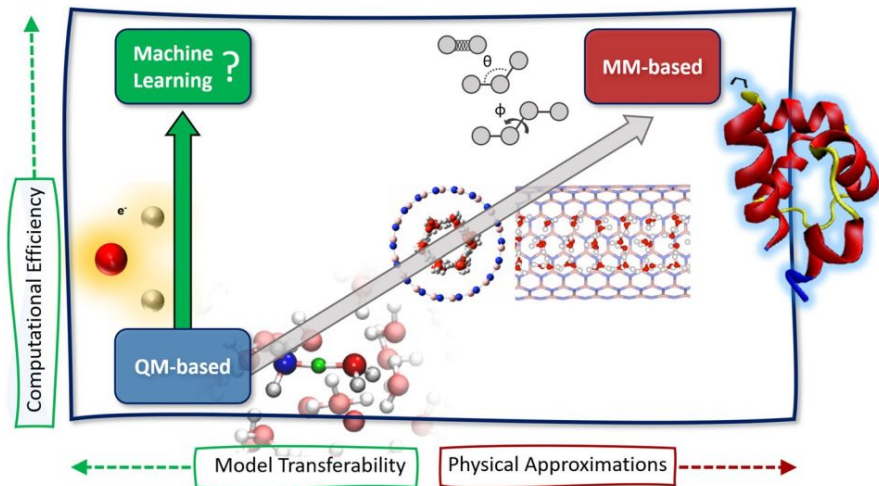 Machine
Learning ?
MM-based
θ
ϕ
e-
Computational Efficiency
QM-based
Model Transferability
Physical Approximations